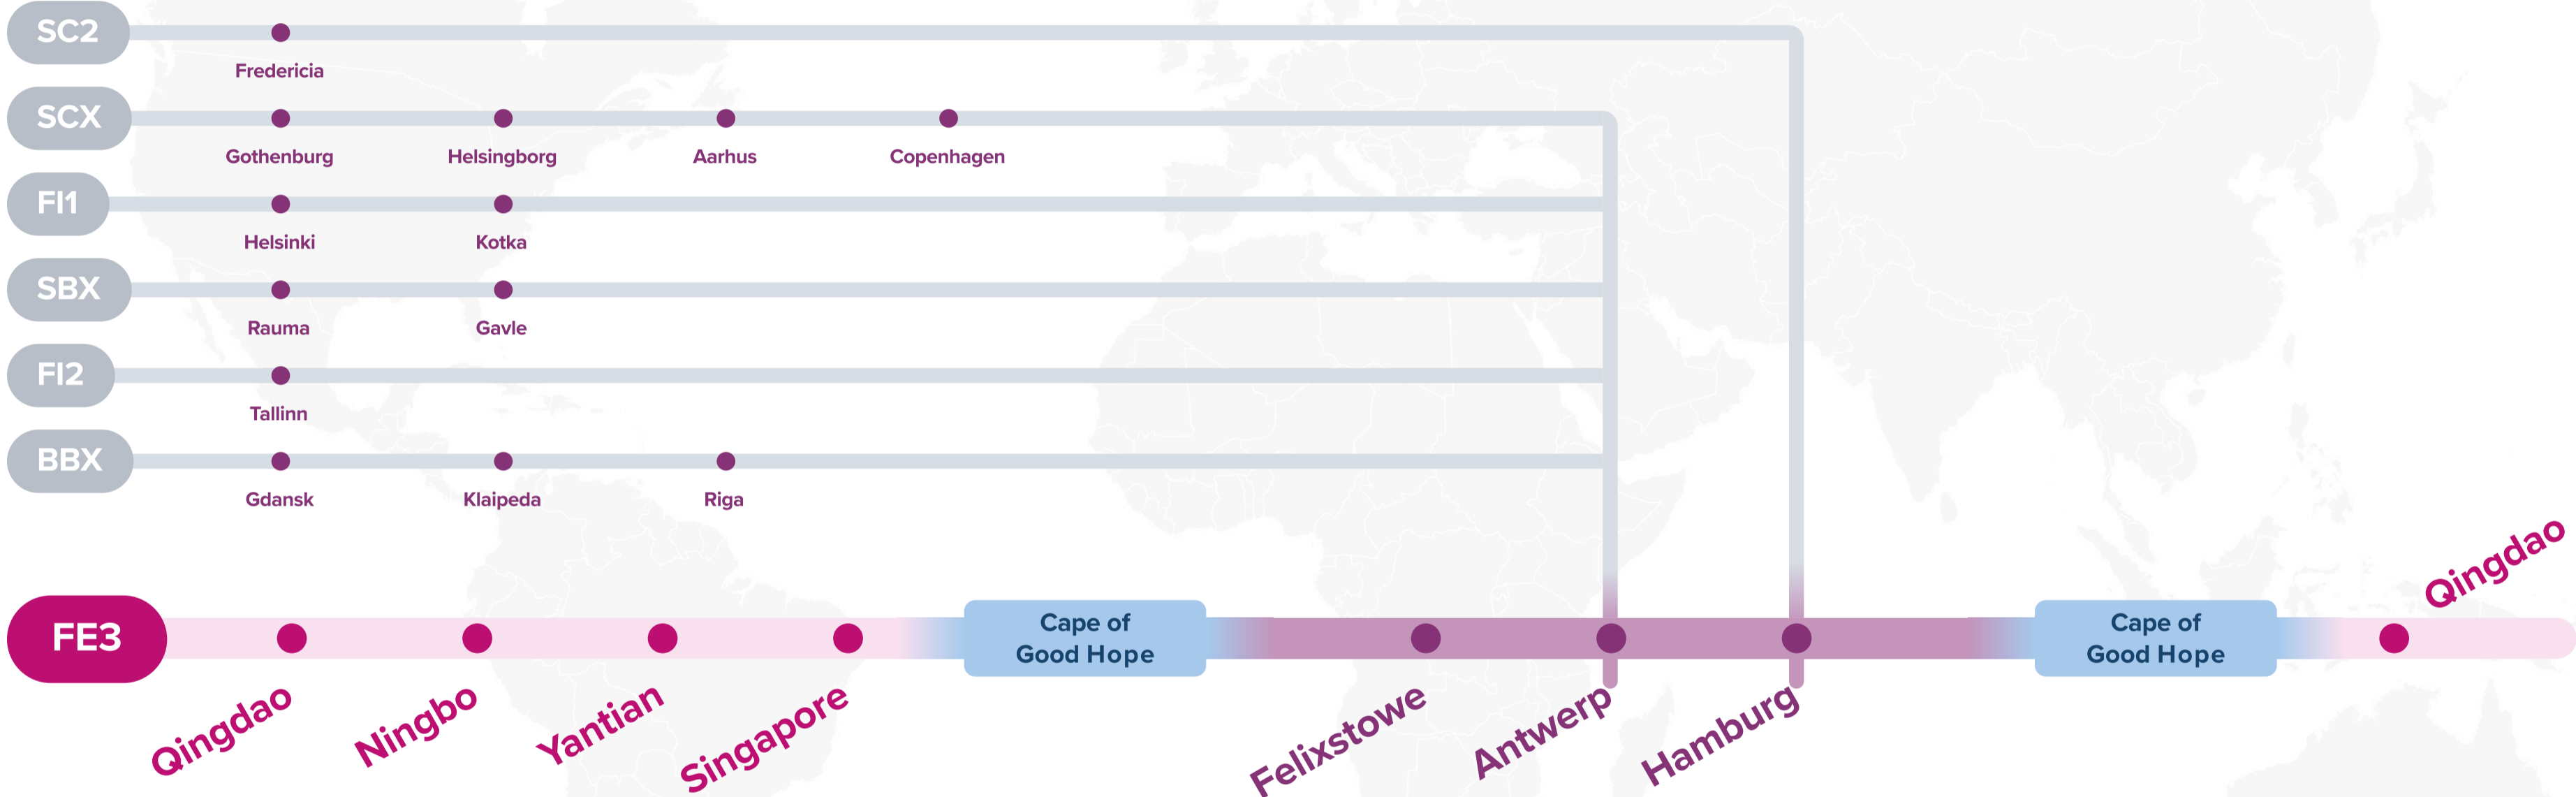 SC2
Fredericia
SCX
Gothenburg Helsingborg Aarhus Copenhagen
FI1
Helsinki Kotka
SBX
Rauma Gavle
FI2
Tallinn
BBX
Gdansk Klaipeda Riga
FE3
Qingdao Ningbo Yantian Singapore
Cape of
Good Hope
Felixstowe Antwerp Hamburg
Cape of
Good Hope
Qingdao